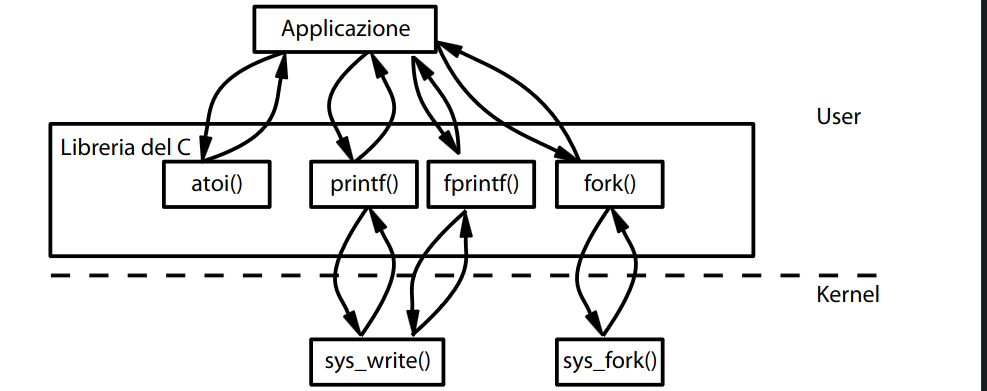 Applicazione
User
Libreria del C
atoi()
printf()
fprintf()
fork()
Kernel
sys_write()
sys_fork()